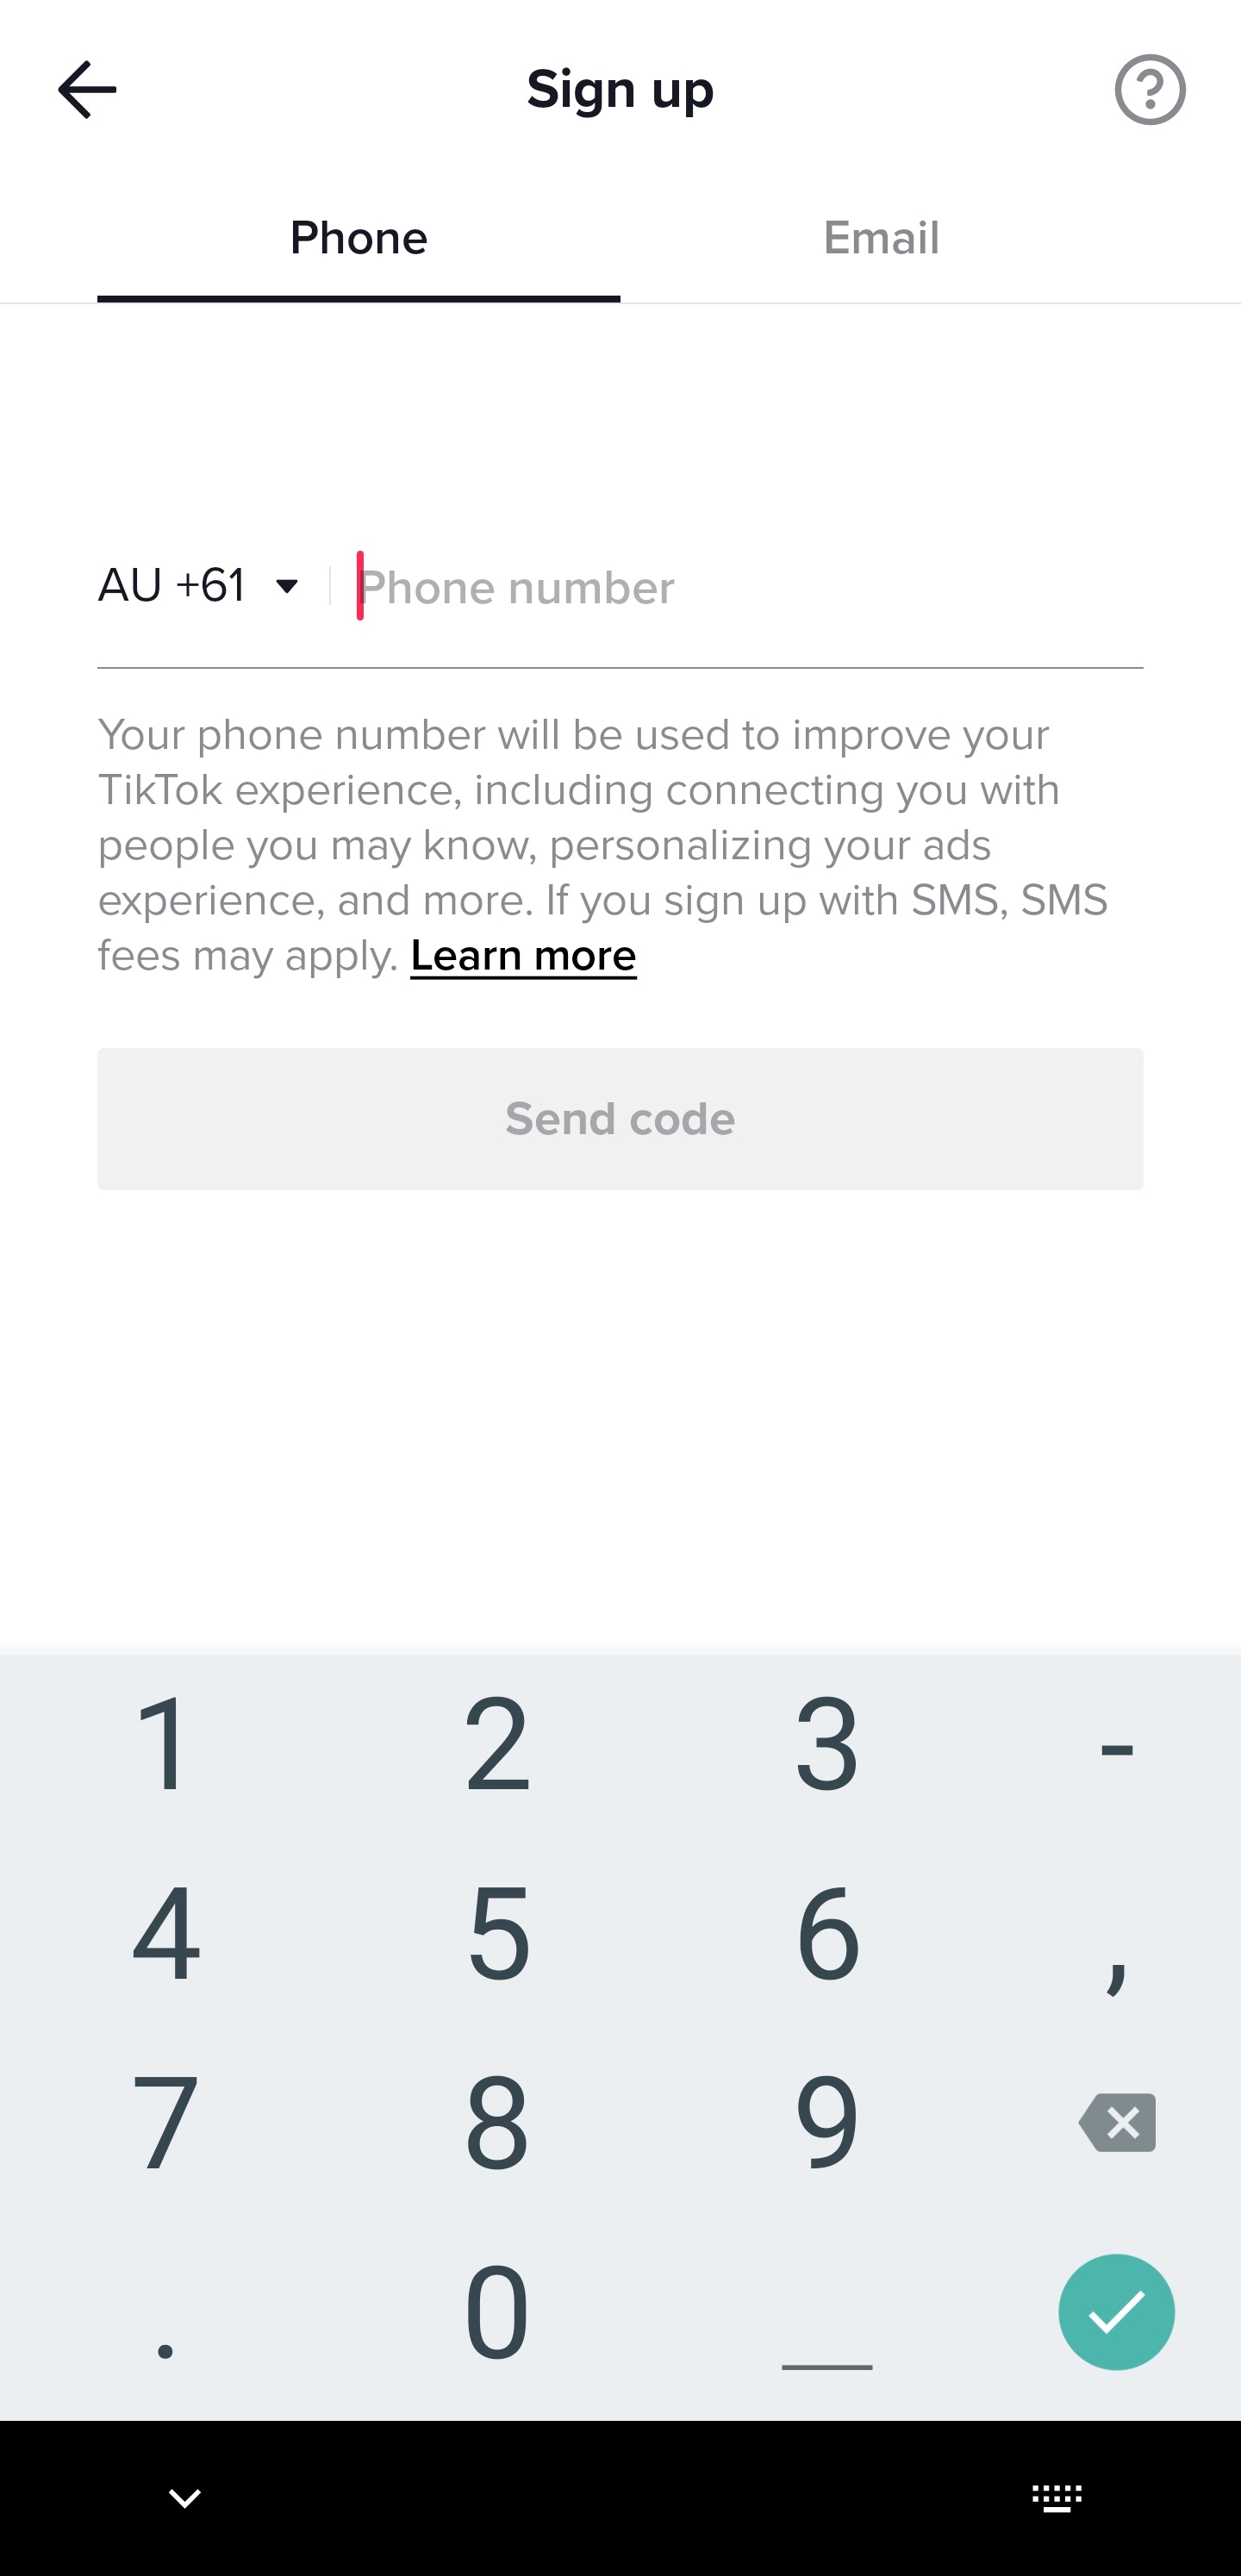 Sign up
Phone Email
AU +61 Phone number
Your phone number will be used to improve your
TikTok experience, including connecting you with
people you may know, personalizing your ads
experience, and more. If you sign up with SMS, SMS
fees may apply. Learn more
Send code
1 2 3 -
4 5 6 ,
7 8 9
. 0 _